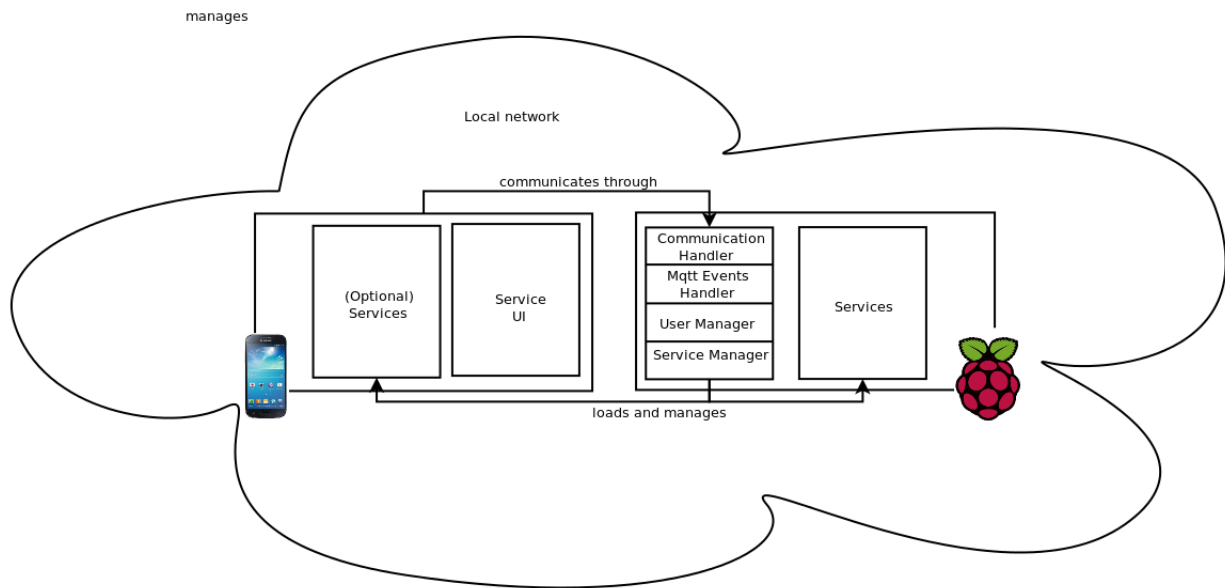 manages
Local network
communicates through
(Optional)
Services
Service
UI
Communication
Handler
Mqtt Events
Handler
User Manager
Service Manager
Services
loads and manages